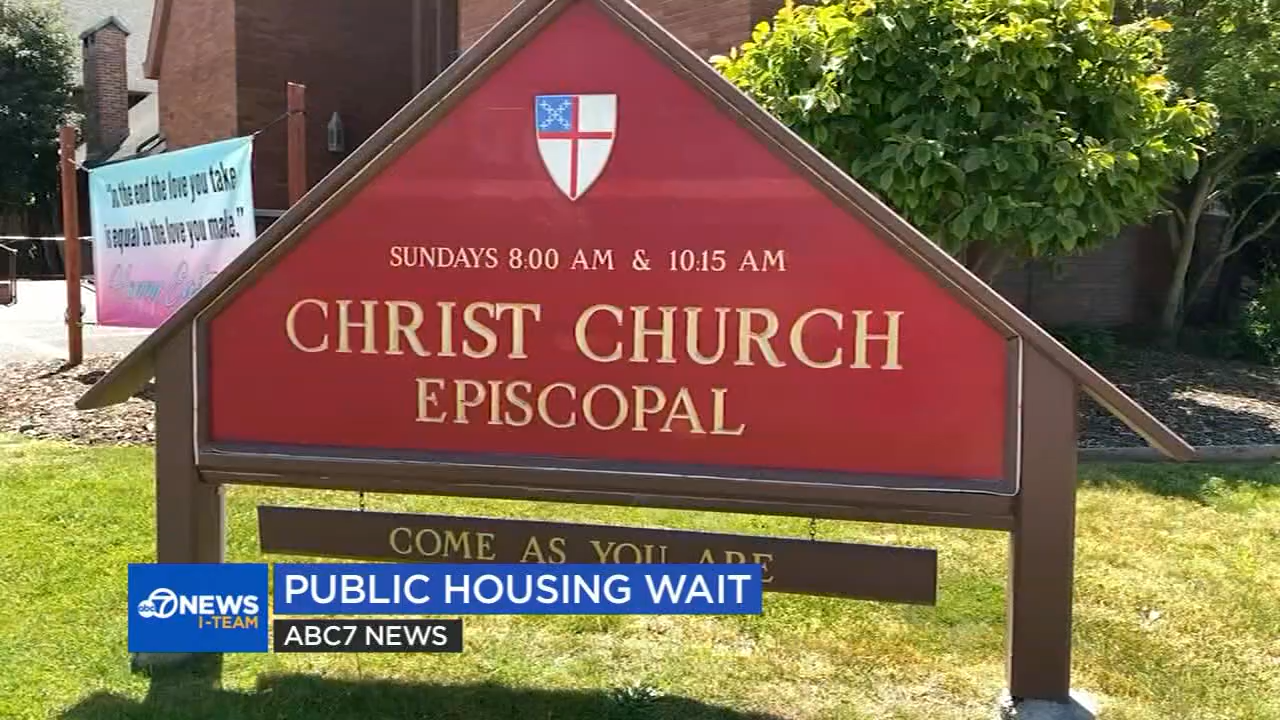 "In the end the love you take
is equal to the love you make."
SUNDAYS 8:00 AM & 10:15 AM
CHRIST CHURCH
EPISCOPAL
COME AS YOU ARE
abc7NEWS
I-TEAM
PUBLIC HOUSING WAIT
ABC7 NEWS